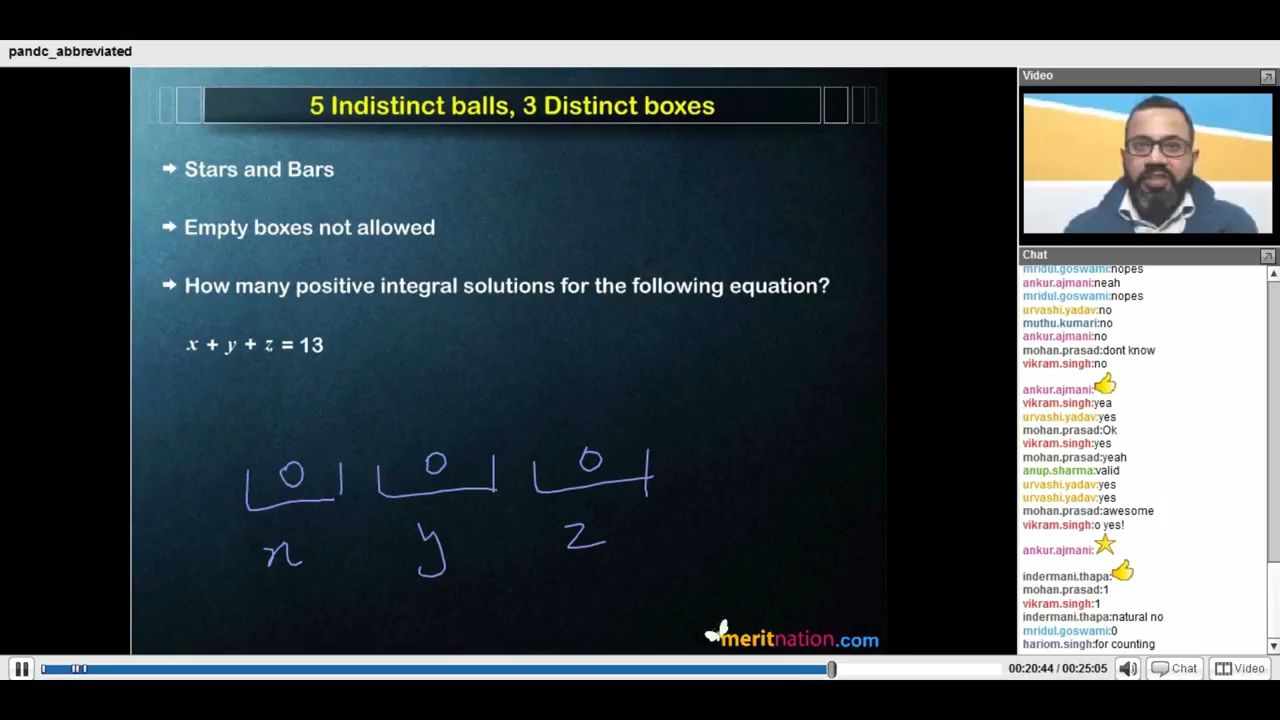 pandc_abbreviated
5 Indistinct balls, 3 Distinct boxes
Stars and Bars
Empty boxes not allowed
How many positive integral solutions for the following equation?
x + y + z = 13
0 0 0
x y z
meritnation.com
Video
Chat
mridul.goswami:nopes
ankur.ajmani:neah
mridul.goswami:nopes
urvashi.yadav:no
muthu.kumari:no
ankur.ajmani:no
mohan.prasad:dont know
vikram.singh:no
ankur.ajmani:
vikram.singh:yea
urvashi.yadav:yes
mohan.prasad:Ok
vikram.singh:yes
mohan.prasad:yeah
anup.sharma:valid
urvashi.yadav:yes
urvashi.yadav:yes
mohan.prasad:awesome
vikram.singh:o yes!
ankur.ajmani:
indermani.thapa:
mohan.prasad:1
vikram.singh:1
indermani.thapa:natural no
mridul.goswami:0
hariom.singh:for counting
00:20:44 / 00:25:05
Chat
Video